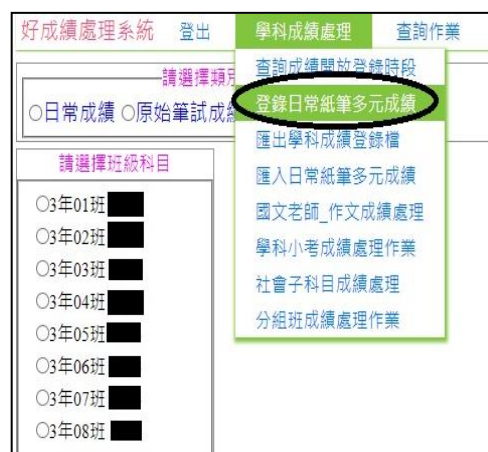 好成績處理系統 登出 學科成績處理 查詢作業
請選擇類別
○日常成績 ○原始筆試成績
查詢成績開放登錄時段
登錄日常紙筆多元成績
匯出學科成績登錄檔
匯入日常紙筆多元成績
國文老師_作文成績處理
學科小考成績處理作業
社會子科目成績處理
分組班成績處理作業
請選擇班級科目
○3年01班
○3年02班
○3年03班
○3年04班
○3年05班
○3年06班
○3年07班
○3年08班